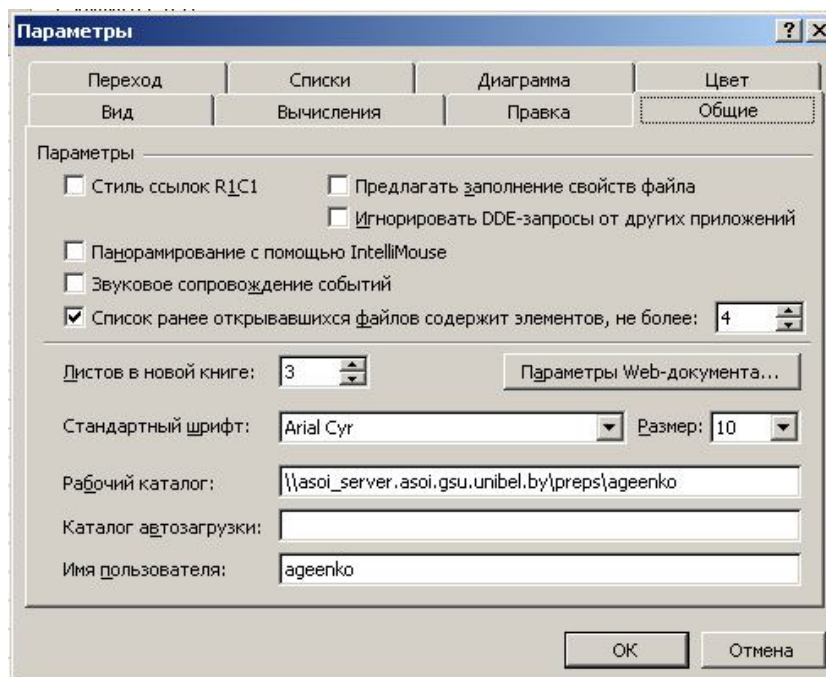 Параметры
Переход Списки Диаграмма Цвет
Вид Вычисления Правка Общие
Параметры
Стиль ссылок R1C1 Предлагать заполнение свойств файла
Игнорировать DDE-запросы от других приложений
Панорамирование с помощью IntelliMouse
Звуковое сопровождение событий
Список ранее открывавшихся файлов содержит элементов, не более: 4
Листов в новой книге: 3 Параметры Web-документа...
Стандартный шрифт: Arial Cyr Размер: 10
Рабочий каталог: \\asoi_server.asoi.gsu.unibel.by\preps\ageenko
Каталог автозагрузки:
Имя пользователя: ageenko
ОК Отмена